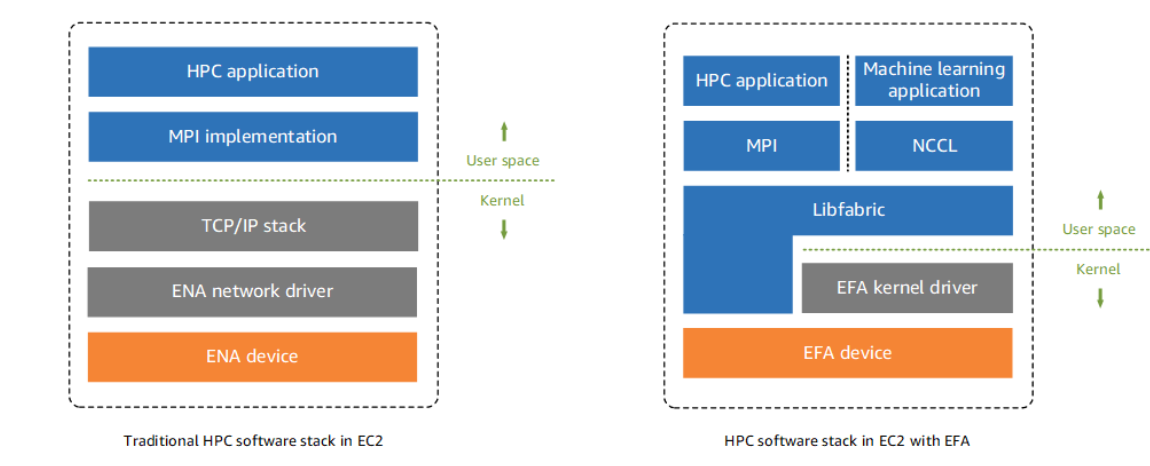 HPC application
MPI implementation
User space
Kernel
TCP/IP stack
ENA network driver
ENA device
Traditional HPC software stack in EC2
HPC application
Machine learning
application
MPI
NCCL
Libfabric
User space
Kernel
EFA kernel driver
EFA device
HPC software stack in EC2 with EFA